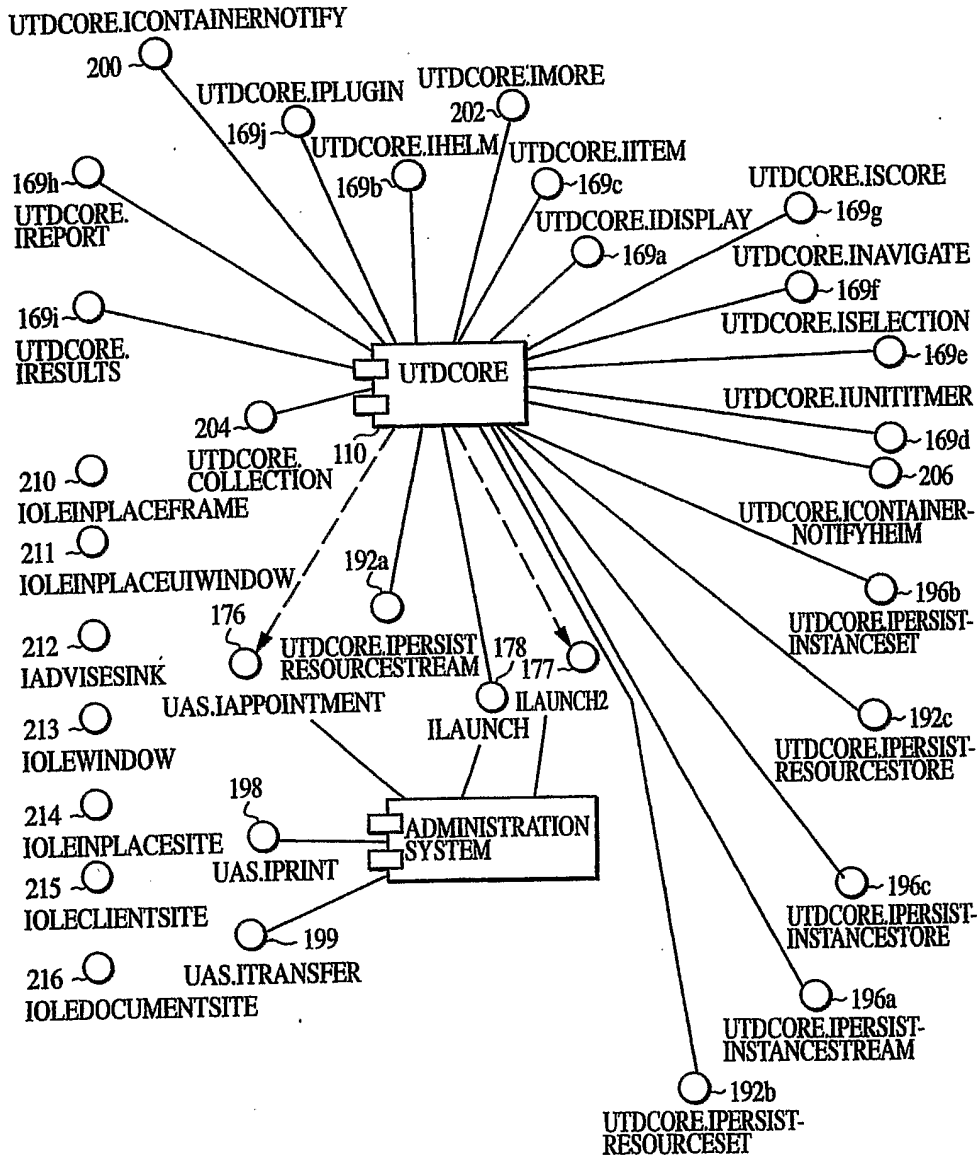 UTDCORE.ICONTAINERNOTIFY
200
UTDCORE.IPLUGIN
169j
UTDCORE.IMORE
202
UTDCORE.IHELM
169b
UTDCORE.IITEM
169c
169h
UTDCORE.
IREPORT
UTDCORE.IDISPLAY
169a
UTDCORE.ISCORE
169g
UTDCORE.INAVIGATE
169f
169i
UTDCORE.
IRESULTS
UTDCORE.ISELECTION
169e
UTDCORE
UTDCORE.IUNITITMER
169d
204
UTDCORE.
COLLECTION
110
206
UTDCORE.ICONTAINER-
NOTIFYHEIM
210
IOLEINPLACEFRAME
211
IOLEINPLACEUIWINDOW
192a
UTDCORE.IPERSIST
RESOURCESTREAM
196b
UTDCORE.IPERSIST-
INSTANCESET
176
UAS.IAPPOINTMENT
178
ILAUNCH
177
ILAUNCH2
212
IADVISESINK
192c
UTDCORE.IPERSIST-
RESOURCESTORE
213
IOLEWINDOW
214
IOLEINPLACESITE
198
UAS.IPRINT
ADMINISTRATION
SYSTEM
215
IOLECLIENTSITE
196c
UTDCORE.IPERSIST-
INSTANCESTORE
199
UAS.ITRANSFER
216
IOLEDOCUMENTSITE
196a
UTDCORE.IPERSIST-
INSTANCESTREAM
192b
UTDCORE.IPERSIST-
RESOURCESET